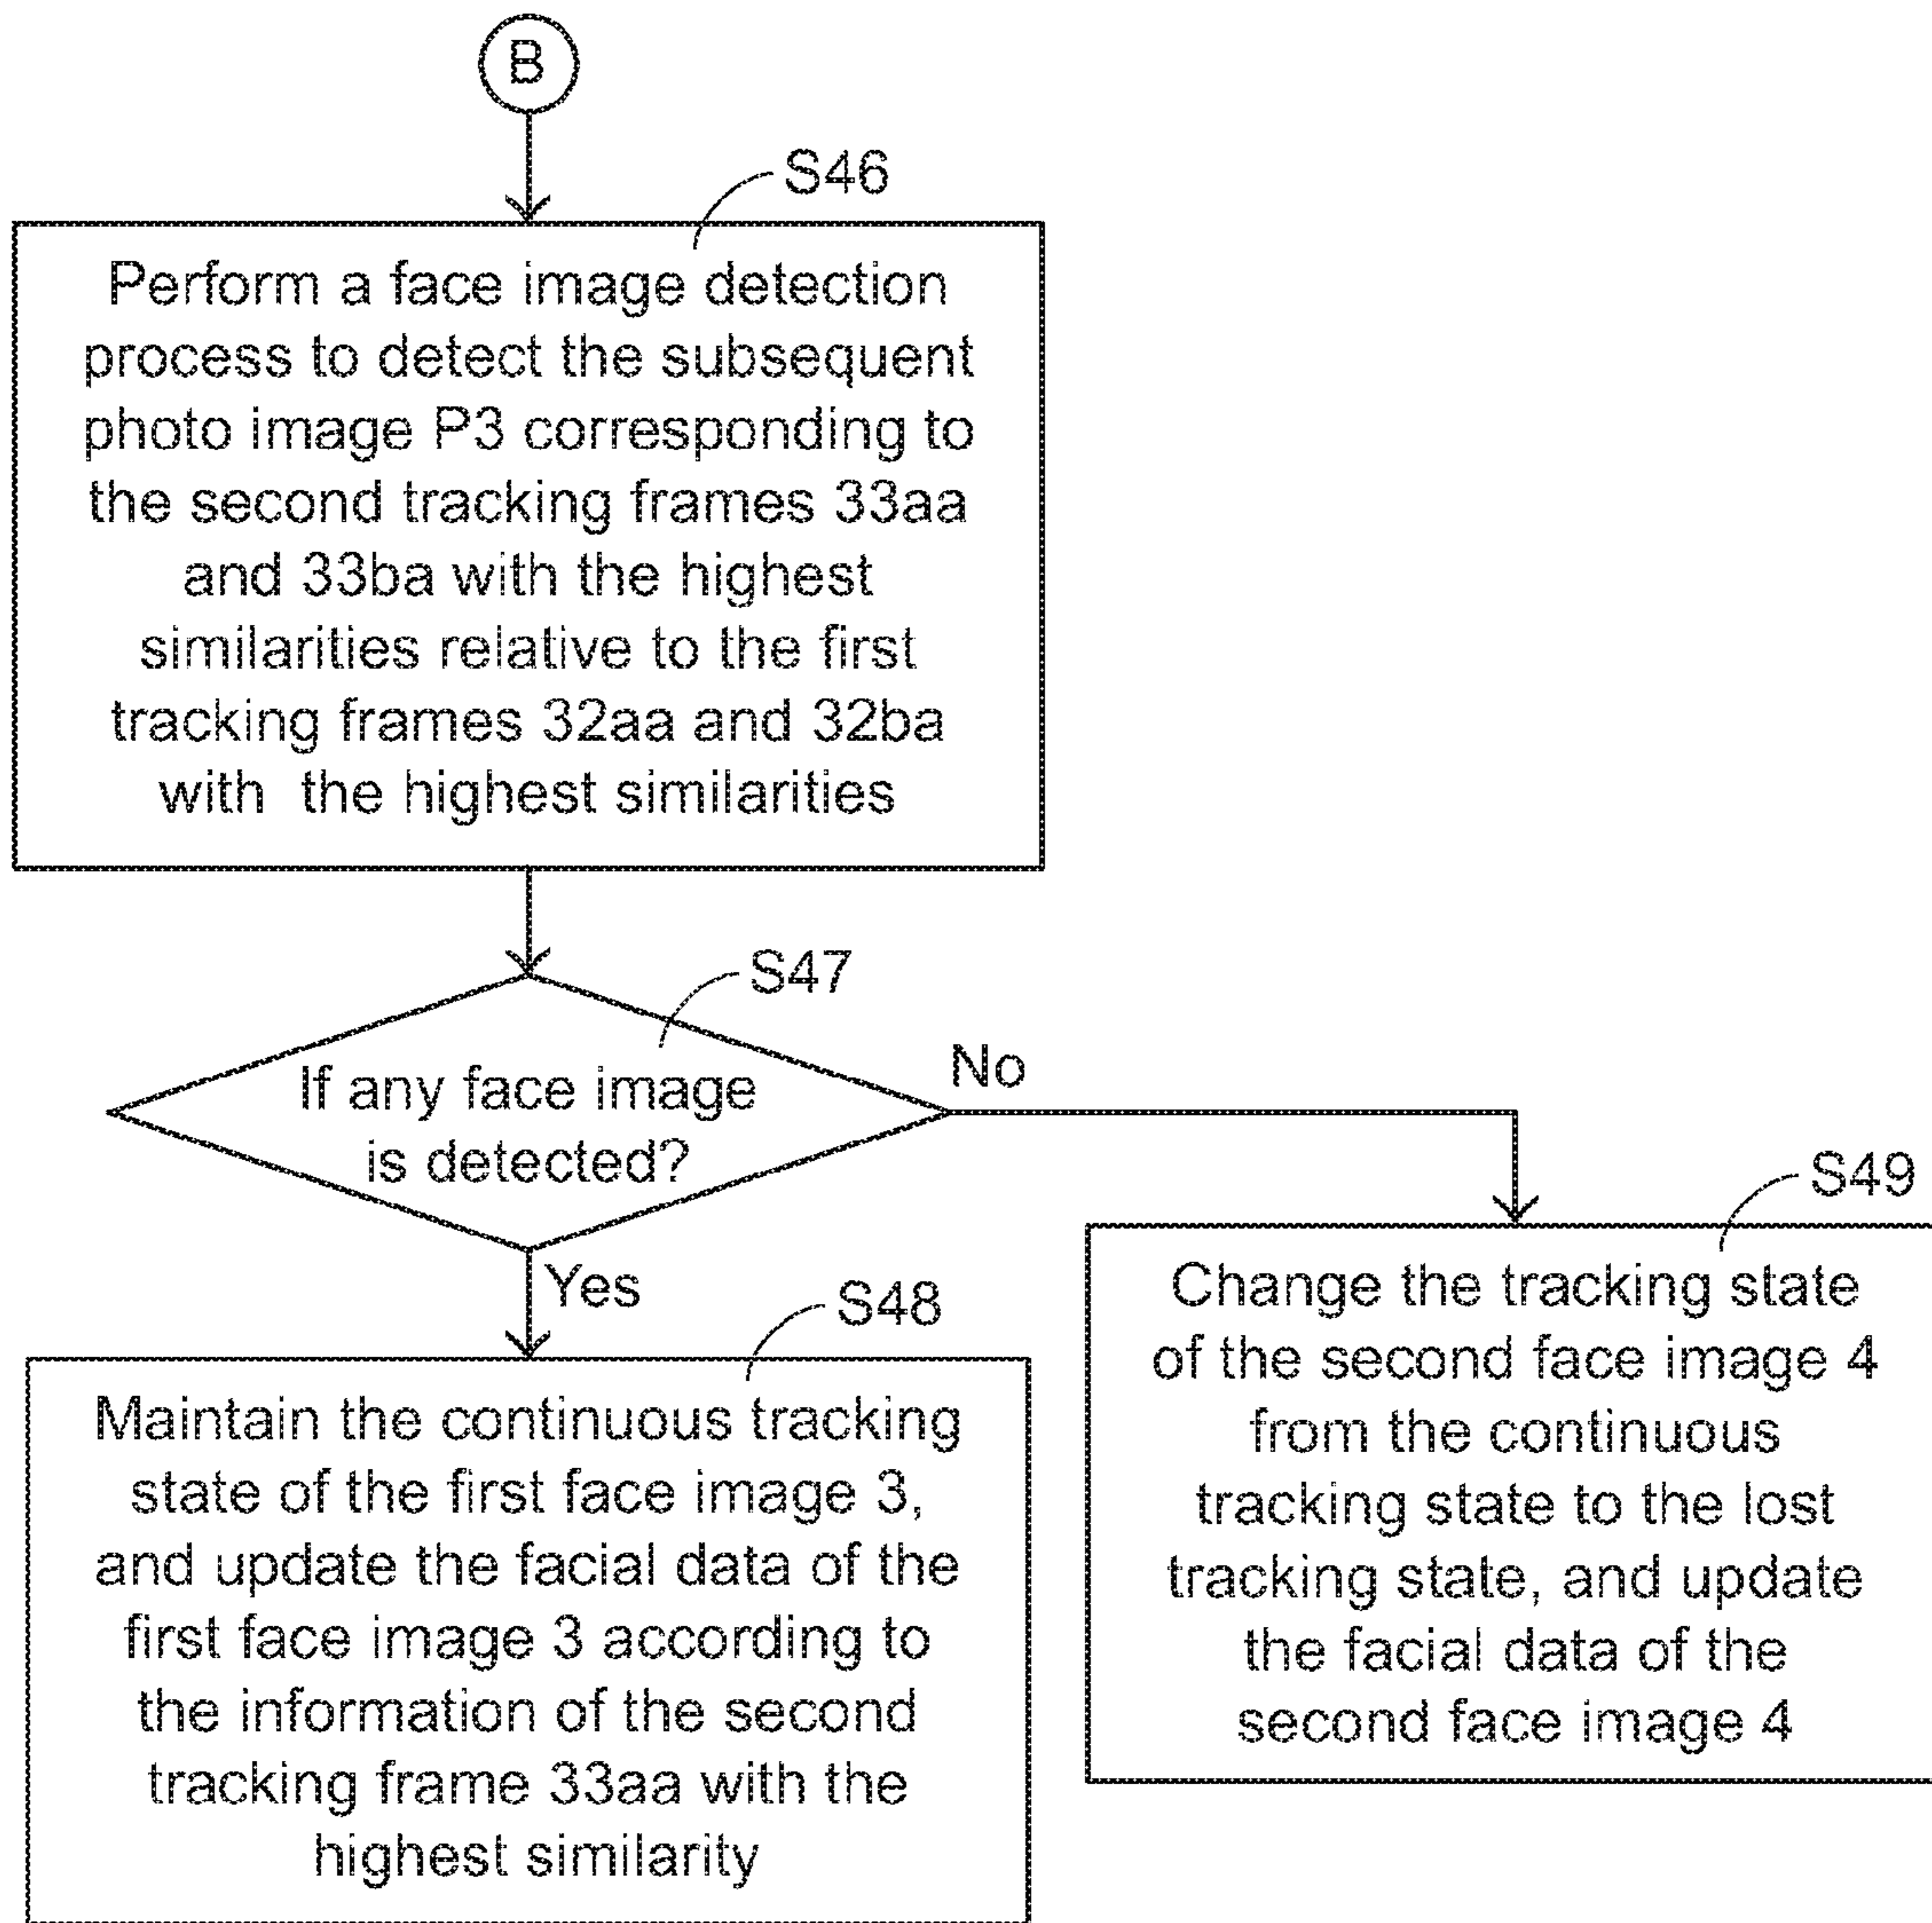 B
S46
Perform a face image detection
process to detect the subsequent
photo image P3 corresponding to
the second tracking frames 33aa
and 33ba with the highest
similarities relative to the first
tracking frames 32aa and 32ba
with the highest similarities
S47
If any face image
is detected?
No
Yes
S48
Maintain the continuous tracking
state of the first face image 3,
and update the facial data of the
first face image 3 according to
the information of the second
tracking frame 33aa with the
highest similarity
S49
Change the tracking state
of the second face image 4
from the continuous
tracking state to the lost
tracking state, and update
the facial data of the
second face image 4